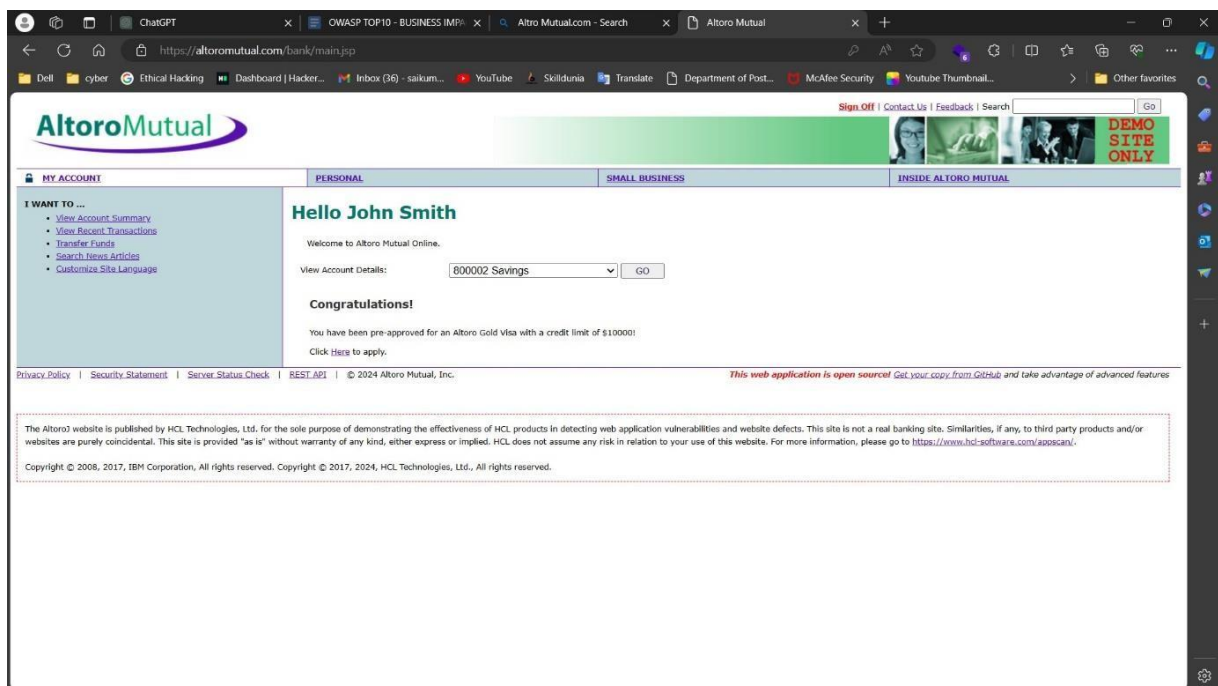 ChatGPT
OWASP TOP10 - BUSINESS IMPA
Altro Mutual.com - Search
Altoro Mutual
https://altoromutual.com/bank/main.jsp
6
Dell
cyber
Ethical Hacking
Dashboard | Hacker...
Inbox (36) - saikum...
YouTube
Skilldunia
Translate
Department of Post...
McAfee Security
Youtube Thumbnail...
Other favorites
Sign Off | Contact Us | Feedback | Search
Go
AltoroMutual
DEMO
SITE
ONLY
MY ACCOUNT
PERSONAL
SMALL BUSINESS
INSIDE ALTORO MUTUAL
I WANT TO ...
• View Account Summary
• View Recent Transactions
• Transfer Funds
• Search News Articles
• Customize Site Language
Hello John Smith
Welcome to Altoro Mutual Online.
View Account Details:
800002 Savings
GO
Congratulations!
You have been pre-approved for an Altoro Gold Visa with a credit limit of $10000!
Click Here to apply.
Privacy Policy | Security Statement | Server Status Check | REST API | © 2024 Altoro Mutual, Inc.
This web application is open source! Get your copy from GitHub and take advantage of advanced features
The AltoroJ website is published by HCL Technologies, Ltd. for the sole purpose of demonstrating the effectiveness of HCL products in detecting web application vulnerabilities and website defects. This site is not a real banking site. Similarities, if any, to third party products and/or
websites are purely coincidental. This site is provided "as is" without warranty of any kind, either express or implied. HCL does not assume any risk in relation to your use of this website. For more information, please go to https://www.hcl-software.com/appscan/.
Copyright © 2008, 2017, IBM Corporation, All rights reserved. Copyright © 2017, 2024, HCL Technologies, Ltd., All rights reserved.